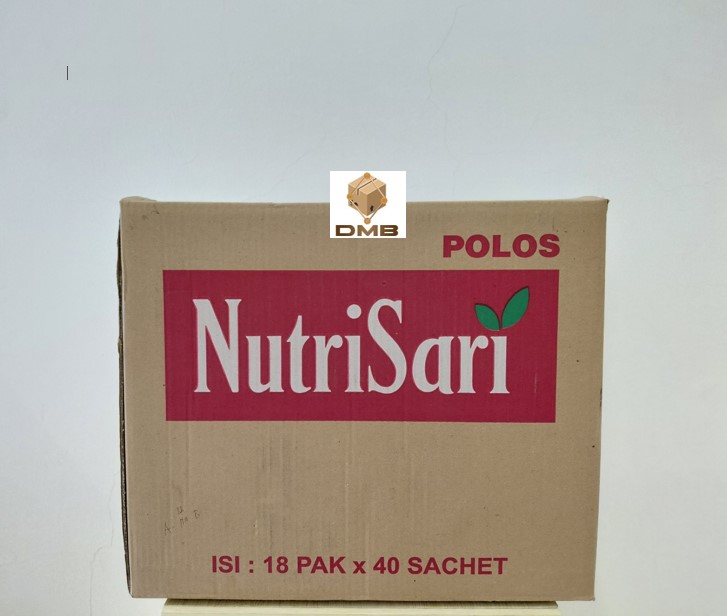 DMB
POLOS
NutriSari
ISI : 18 PAK x 40 SACHET